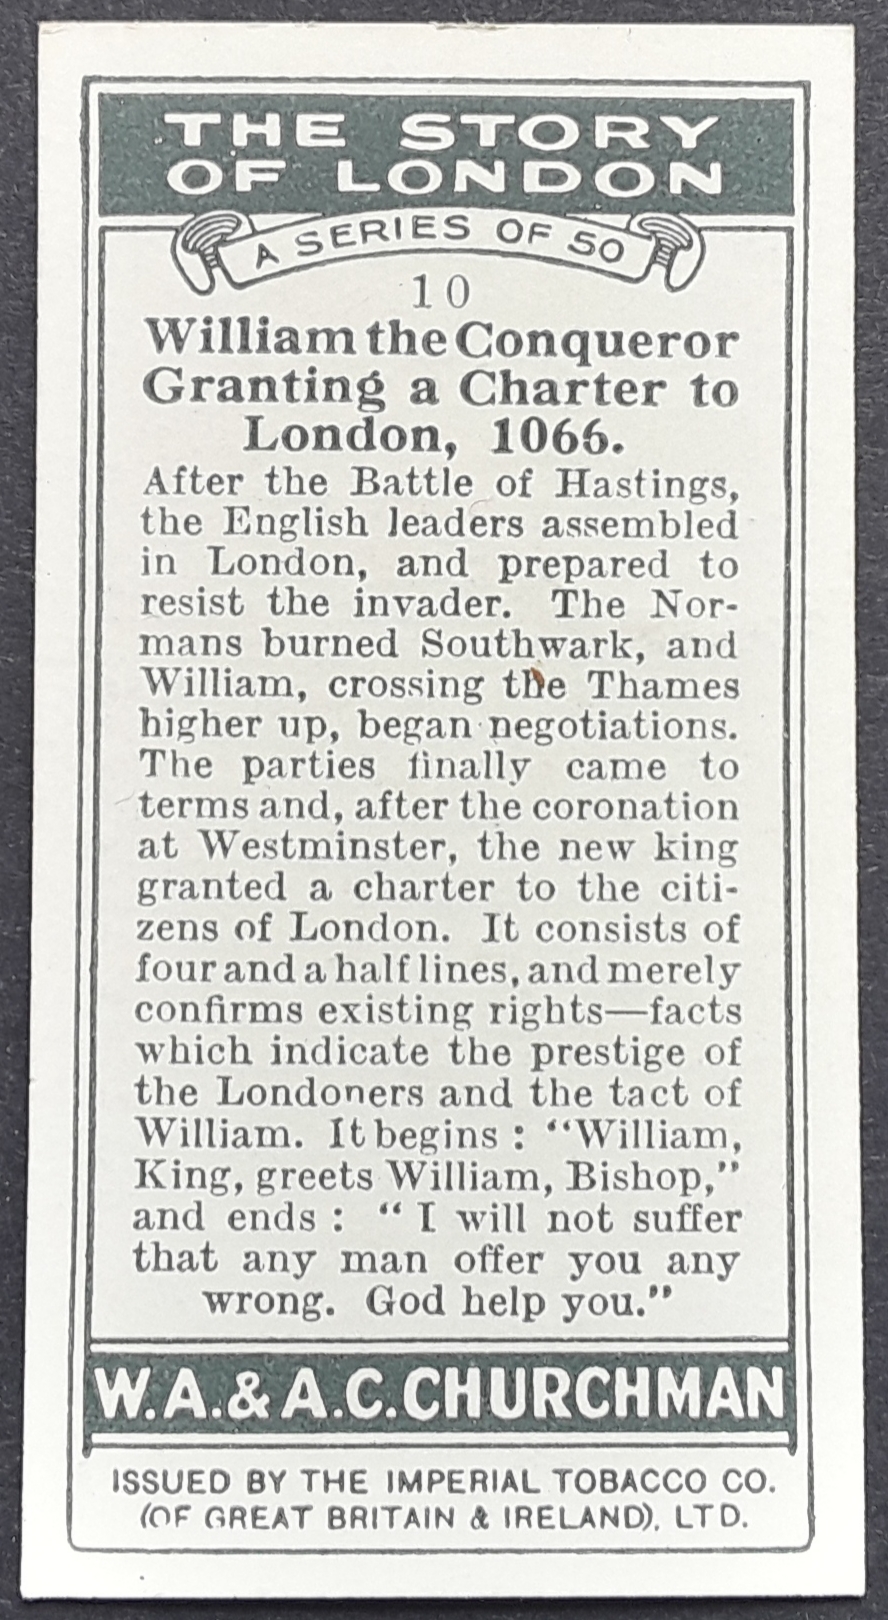 THE STORY
OF LONDON
A SERIES OF 50
10
William the Conqueror
Granting a Charter to
London, 1066.
After the Battle of Hastings,
the English leaders assembled
in London, and prepared to
resist the invader. The Nor-
mans burned Southwark, and
William, crossing the Thames
higher up, began negotiations.
The parties finally came to
terms and, after the coronation
at Westminster, the new king
granted a charter to the citi-
zens of London. It consists of
four and a half lines, and merely
confirms existing rights—facts
which indicate the prestige of
the Londoners and the tact of
William. It begins : “William,
King, greets William, Bishop,”
and ends : “ I will not suffer
that any man offer you any
wrong. God help you.”
W.A. & A.C. CHURCHMAN
ISSUED BY THE IMPERIAL TOBACCO CO.
(OF GREAT BRITAIN & IRELAND), LTD.